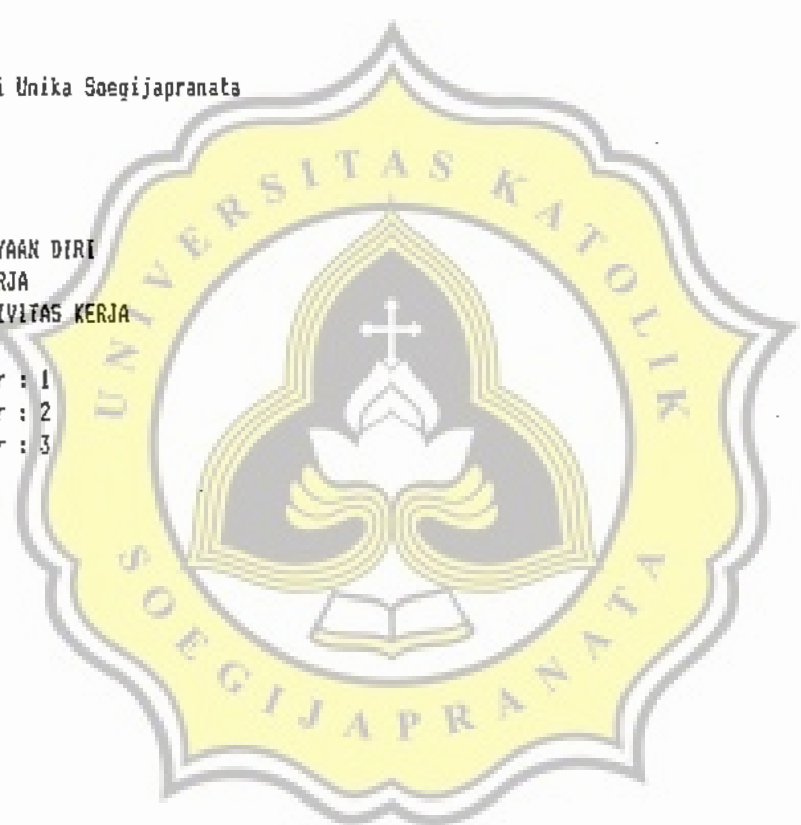 i Unika Soegijapranata
YAAN DIRI
RJA
IVITAS KERJA
r : 1
r : 2
r : 3
UNIVERSITAS KATOLIK
SOEGIJAPRANATA